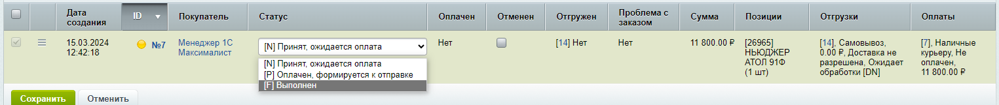 Дата создания
ID
Покупатель
Статус
Оплачен
Отменен
Отгружен
Проблема с заказом
Сумма
Позиции
Отгрузки
Оплаты
15.03.2024
12:42:18
№7
Менеджер 1С
Максималист
[N] Принят, ожидается оплата
[N] Принят, ожидается оплата
[P] Оплачен, формируется к отправке
[F] Выполнен
Нет
[14] Нет
Нет
11 800.00 ₽
[26965]
НЬЮДЖЕР
АТОЛ 91Ф
(1 шт)
[14], Самовывоз,
0.00 ₽, Доставка не
разрешена, Ожидает
обработки [DN]
[7], Наличные
курьеру, Не
оплачен,
11 800.00 ₽
Сохранить
Отменить